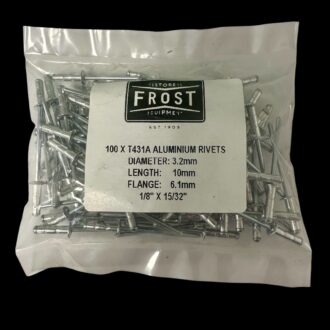 STORE
FROST
EQUIPMENT
EST 1909
100 X T431A ALUMINIUM RIVETS
DIAMETER: 3.2mm
LENGTH: 10mm
FLANGE: 6.1mm
1/8" X 15/32"